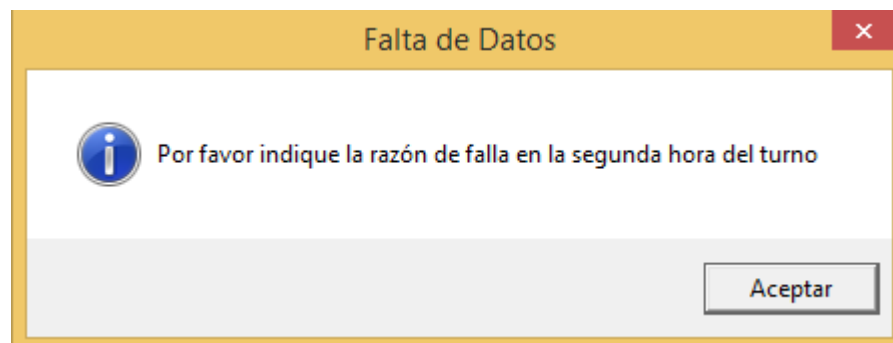 Falta de Datos
Por favor indique la razón de falla en la segunda hora del turno
Aceptar